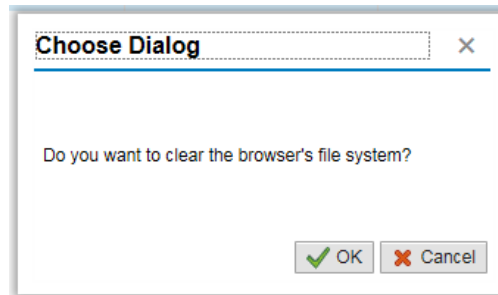 Choose Dialog
Do you want to clear the browser's file system?
OK Cancel